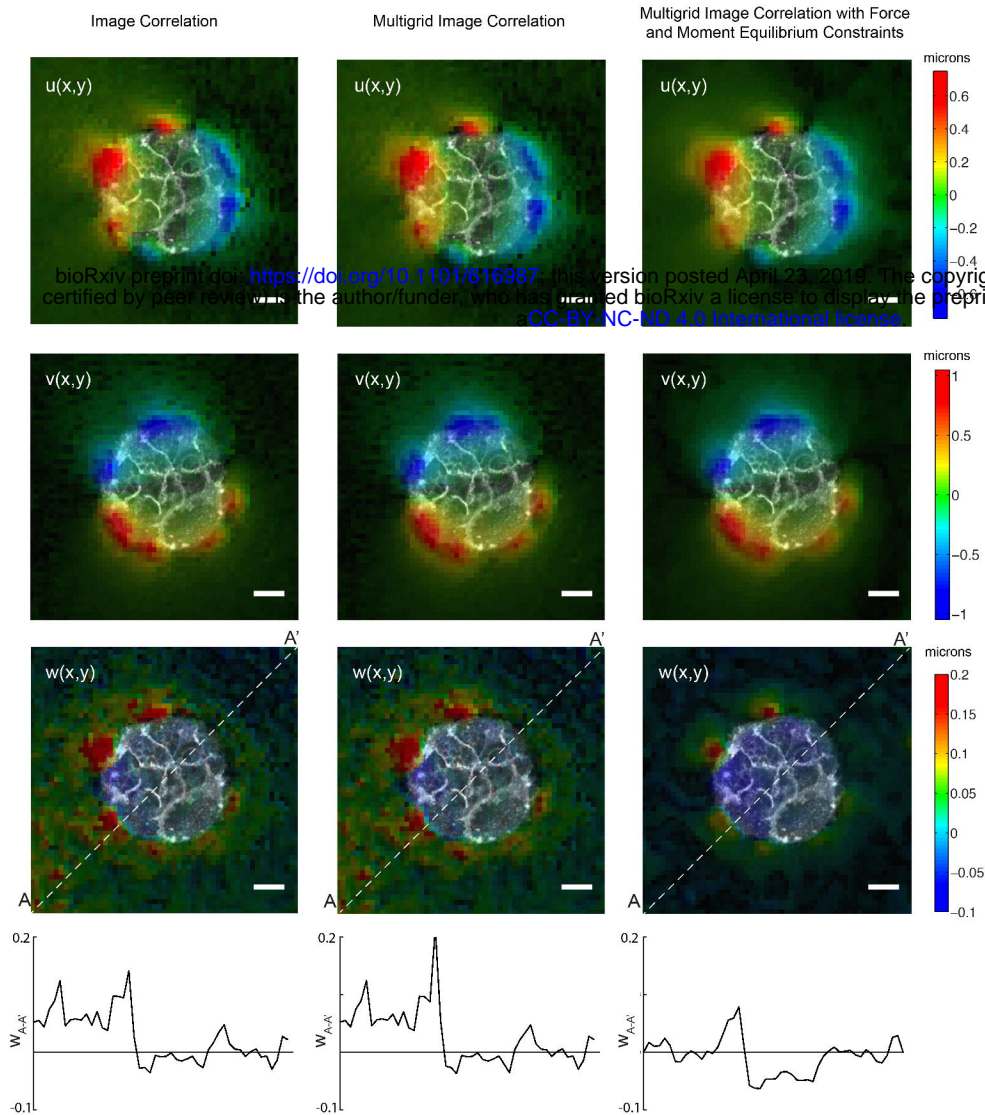 Image Correlation
Multigrid Image Correlation
Multigrid Image Correlation with Force
and Moment Equilibrium Constraints
microns
u(x,y)
u(x,y)
u(x,y)
0.6
0.4
0.2
0
−0.2
−0.4
bioRxiv preprint doi: https://doi.org/10.1101/616987; this version posted April 23, 2019. The
certified by peer review) is the author/funder, who has granted bioRxiv a license to display the
aCC-BY-NC-ND 4.0 International license.
microns
v(x,y)
v(x,y)
v(x,y)
1
0.5
0
−0.5
−1
A'
A'
A'
microns
w(x,y)
w(x,y)
w(x,y)
0.2
0.15
0.1
0.05
0
−0.05
−0.1
A
A
A
0.2
0.2
0.2
wA-A'
wA-A'
wA-A'
-0.1
-0.1
-0.1